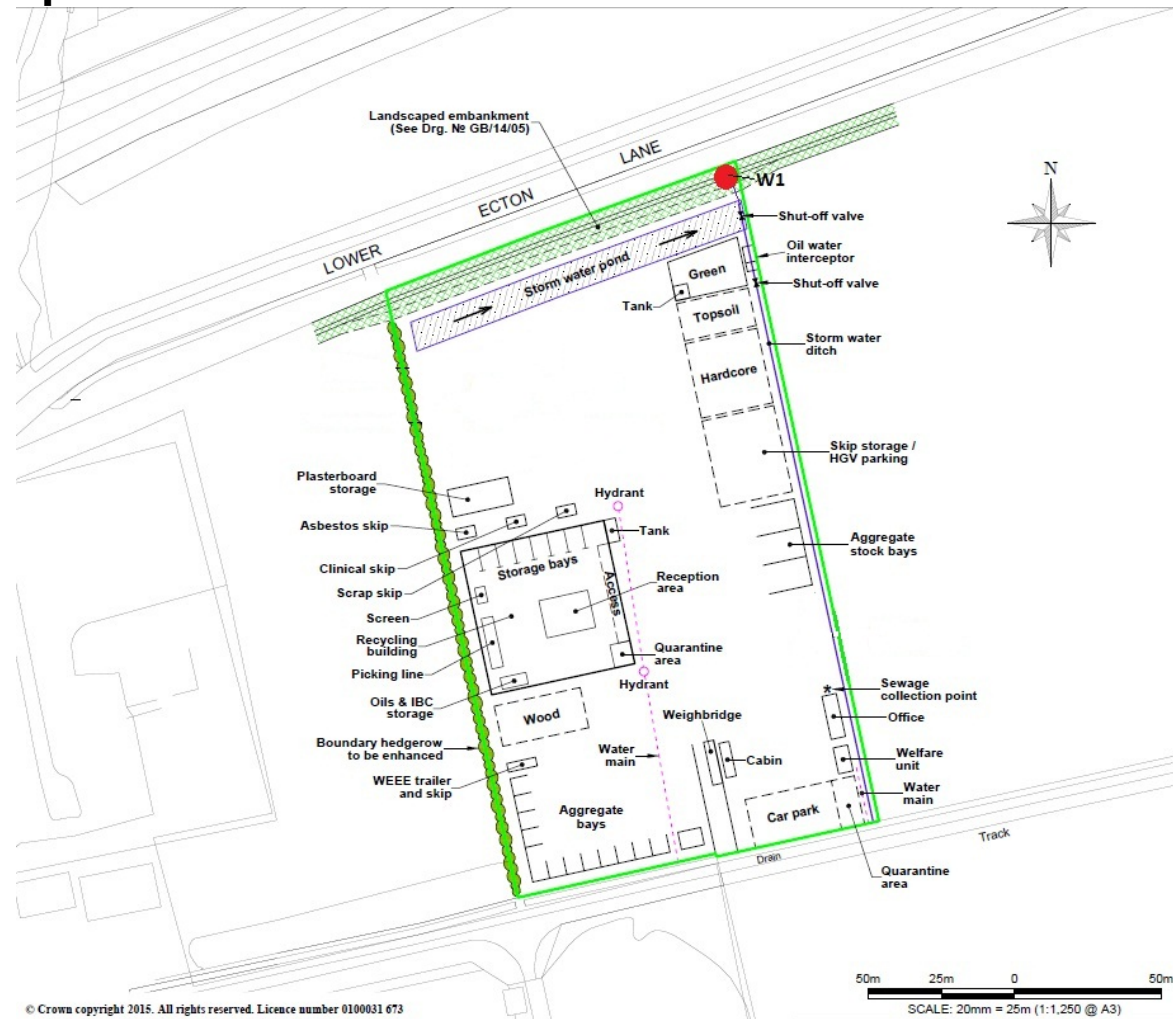 Landscaped embankment
(See Drg. № GB/14/05)
LOWER ECTON LANE
N
W1
Shut-off valve
Storm water pond
Oil water
interceptor
Green
Shut-off valve
Tank
Topsoil
Storm water
ditch
Hardcore
Skip storage /
HGV parking
Plasterboard
storage
Hydrant
Asbestos skip
Tank
Aggregate
stock bays
Clinical skip
Storage bays
Reception
area
Scrap skip
Access
Screen
Recycling
building
Quarantine
area
Picking line
Hydrant
Sewage
collection point
Oils & IBC
storage
Wood
Weighbridge
Office
Boundary hedgerow
to be enhanced
Water
main
Cabin
Welfare
unit
WEEE trailer
and skip
Water
main
Aggregate
bays
Car park
Track
Drain
Quarantine
area
50m 25m 0 50m
SCALE: 20mm = 25m (1:1,250 @ A3)
© Crown copyright 2015. All rights reserved. Licence number 0100031 673